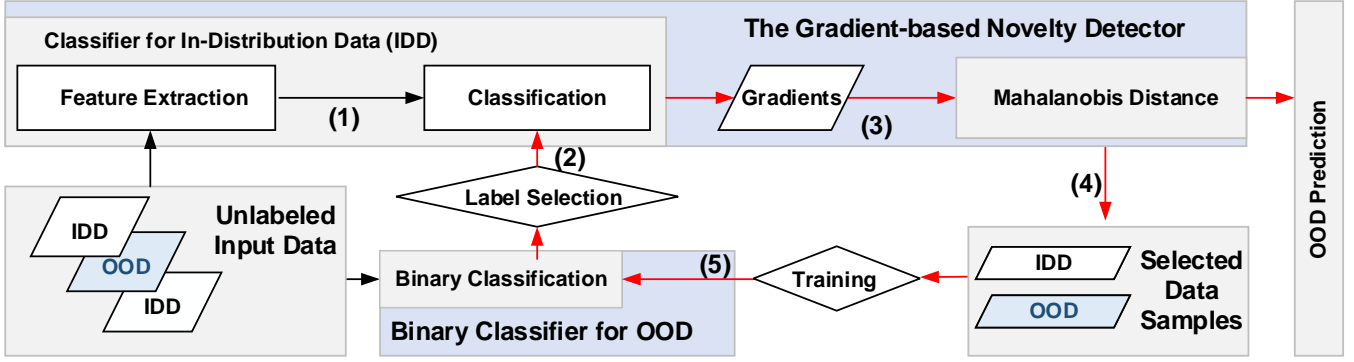 Classifier for In-Distribution Data (IDD)
The Gradient-based Novelty Detector
Feature Extraction
(1)
Classification
Gradients
(3)
Mahalanobis Distance
OOD Prediction
(2)
Label Selection
(4)
Unlabeled
Input Data
IDD
OOD
IDD
Binary Classification
(5)
Training
IDD
OOD
Selected
Data
Samples
Binary Classifier for OOD